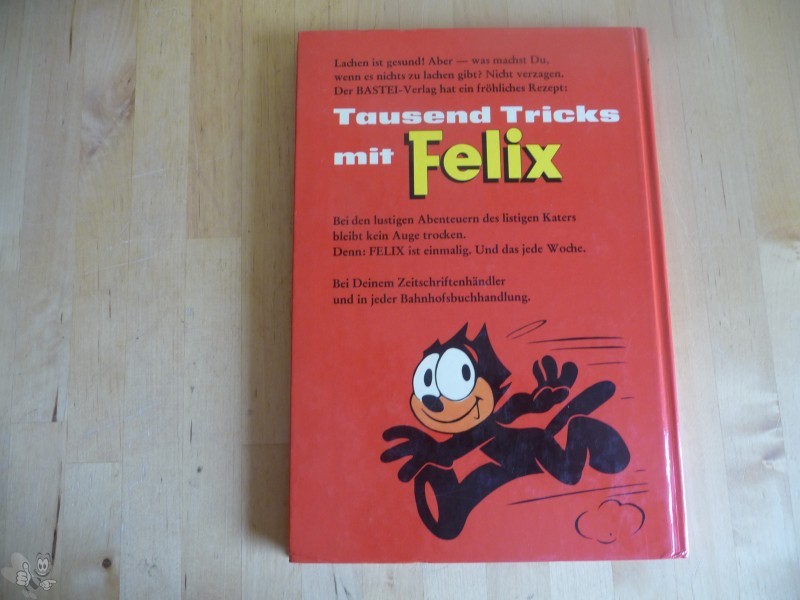 Lachen ist gesund! Aber — was machst Du,
wenn es nichts zu lachen gibt? Nicht verzagen.
Der BASTEI-Verlag hat ein fröhliches Rezept:
Tausend Tricks
mit Felix
Bei den lustigen Abenteuern des listigen Katers
bleibt kein Auge trocken.
Denn: FELIX ist einmalig. Und das jede Woche.
Bei Deinem Zeitschriftenhändler
und in jeder Bahnhofsbuchhandlung.